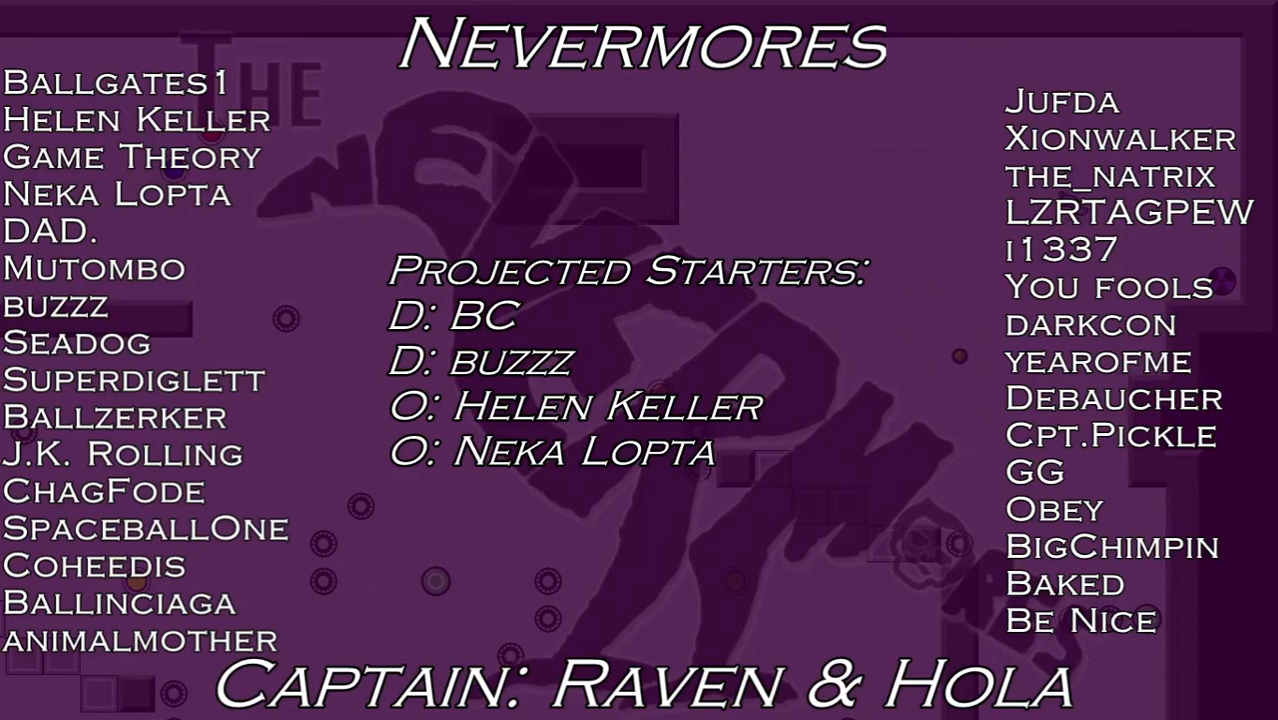 Nevermores
The
Ballgates1
Helen Keller
Game Theory
Neka Lopta
DAD.
Mutombo
buzzz
Seadog
Superdiglett
Ballzerker
J.K. Rolling
ChagFode
SpaceballOne
Coheedis
Ballinciaga
animalmother
Projected Starters:
D: BC
D: buzzz
O: Helen Keller
O: Neka Lopta
Jufda
Xionwalker
the_natrix
LZRTAGPEW
i1337
You fools
darkcon
yearofme
Debaucher
Cpt.Pickle
GG
Obey
BigChimpin
Baked
Be Nice
Captain: Raven & Hola